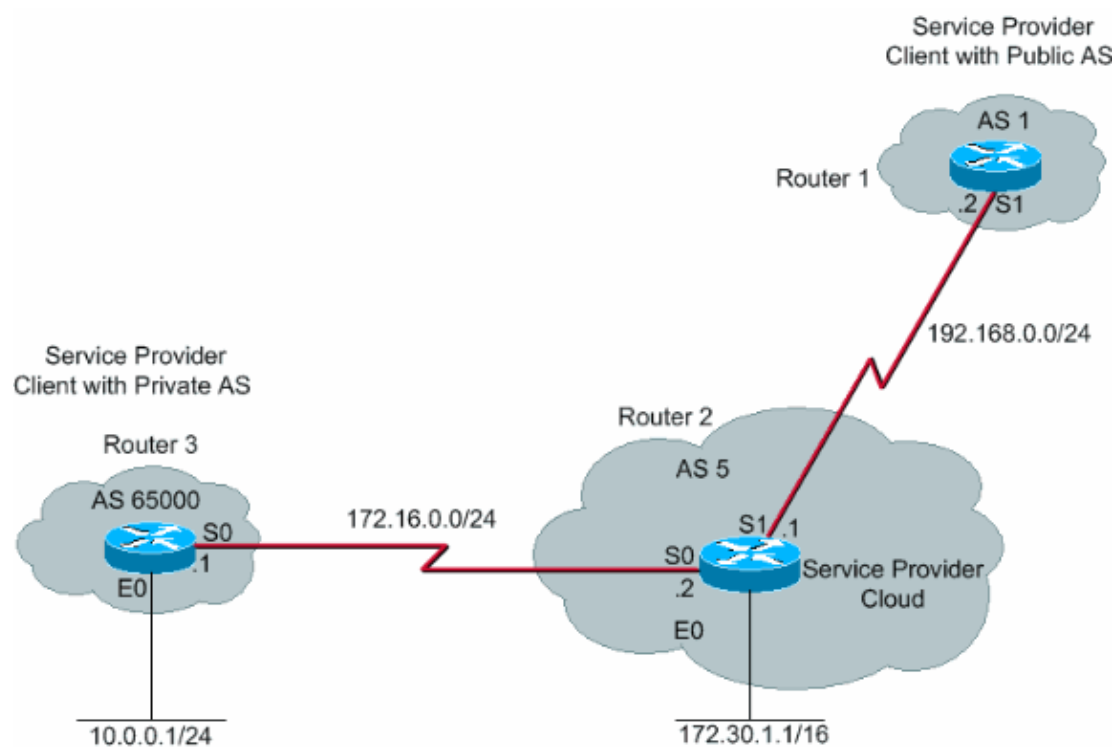 Service Provider
Client with Public AS
AS 1
Router 1
.2 S1
192.168.0.0/24
Service Provider
Client with Private AS
Router 3
AS 65000
S0
.1
E0
10.0.0.1/24
172.16.0.0/24
Router 2
AS 5
S1 .1
S0
.2
Service Provider
Cloud
E0
172.30.1.1/16